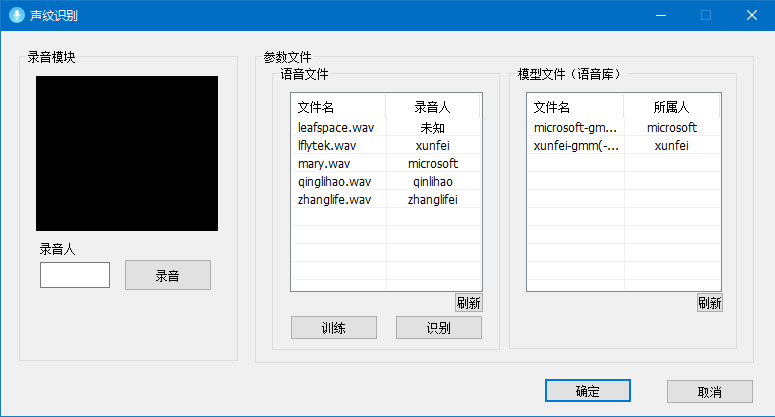 声纹识别
录音模块
录音人
录音
参数文件
语音文件
文件名 录音人
leafspace.wav 未知
lflytek.wav xunfei
mary.wav microsoft
qinglihao.wav qinlihao
zhanglife.wav zhanglifei
刷新
训练 识别
模型文件（语音库）
文件名 所属人
microsoft-gm... microsoft
xunfei-gmm(-... xunfei
刷新
确定 取消